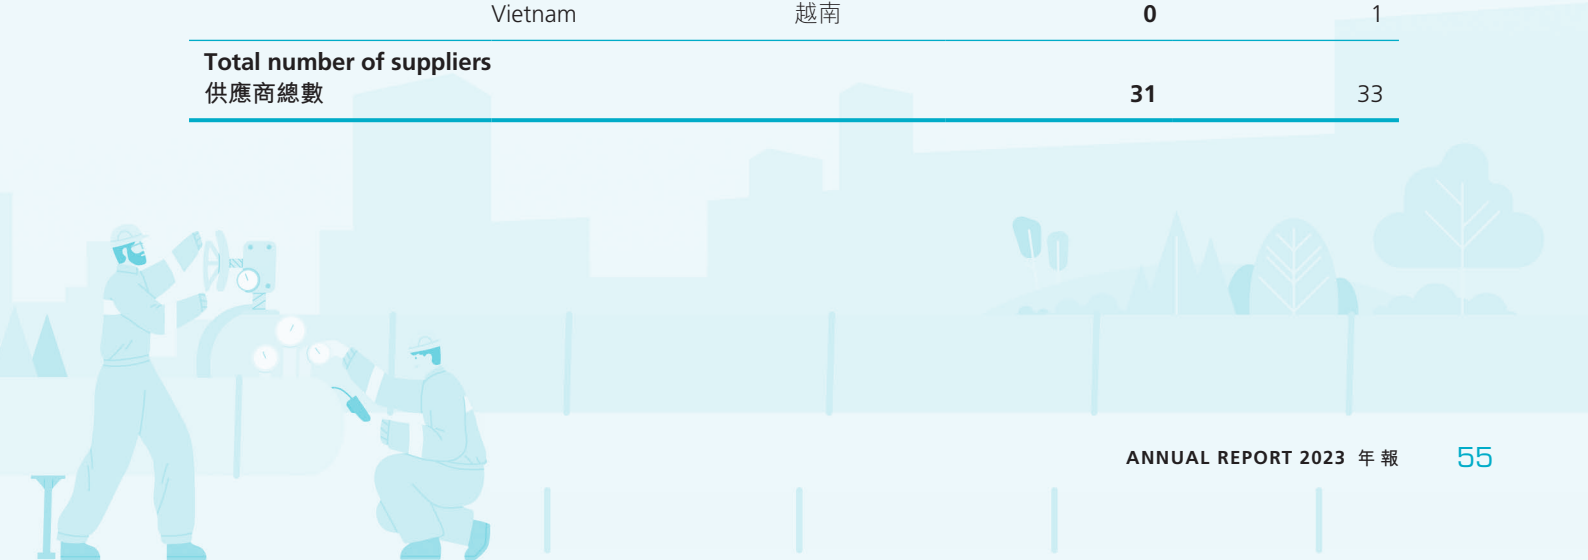 Vietnam 越南 0 1
Total number of suppliers
供應商總數 31 33
ANNUAL REPORT 2023 年報 55